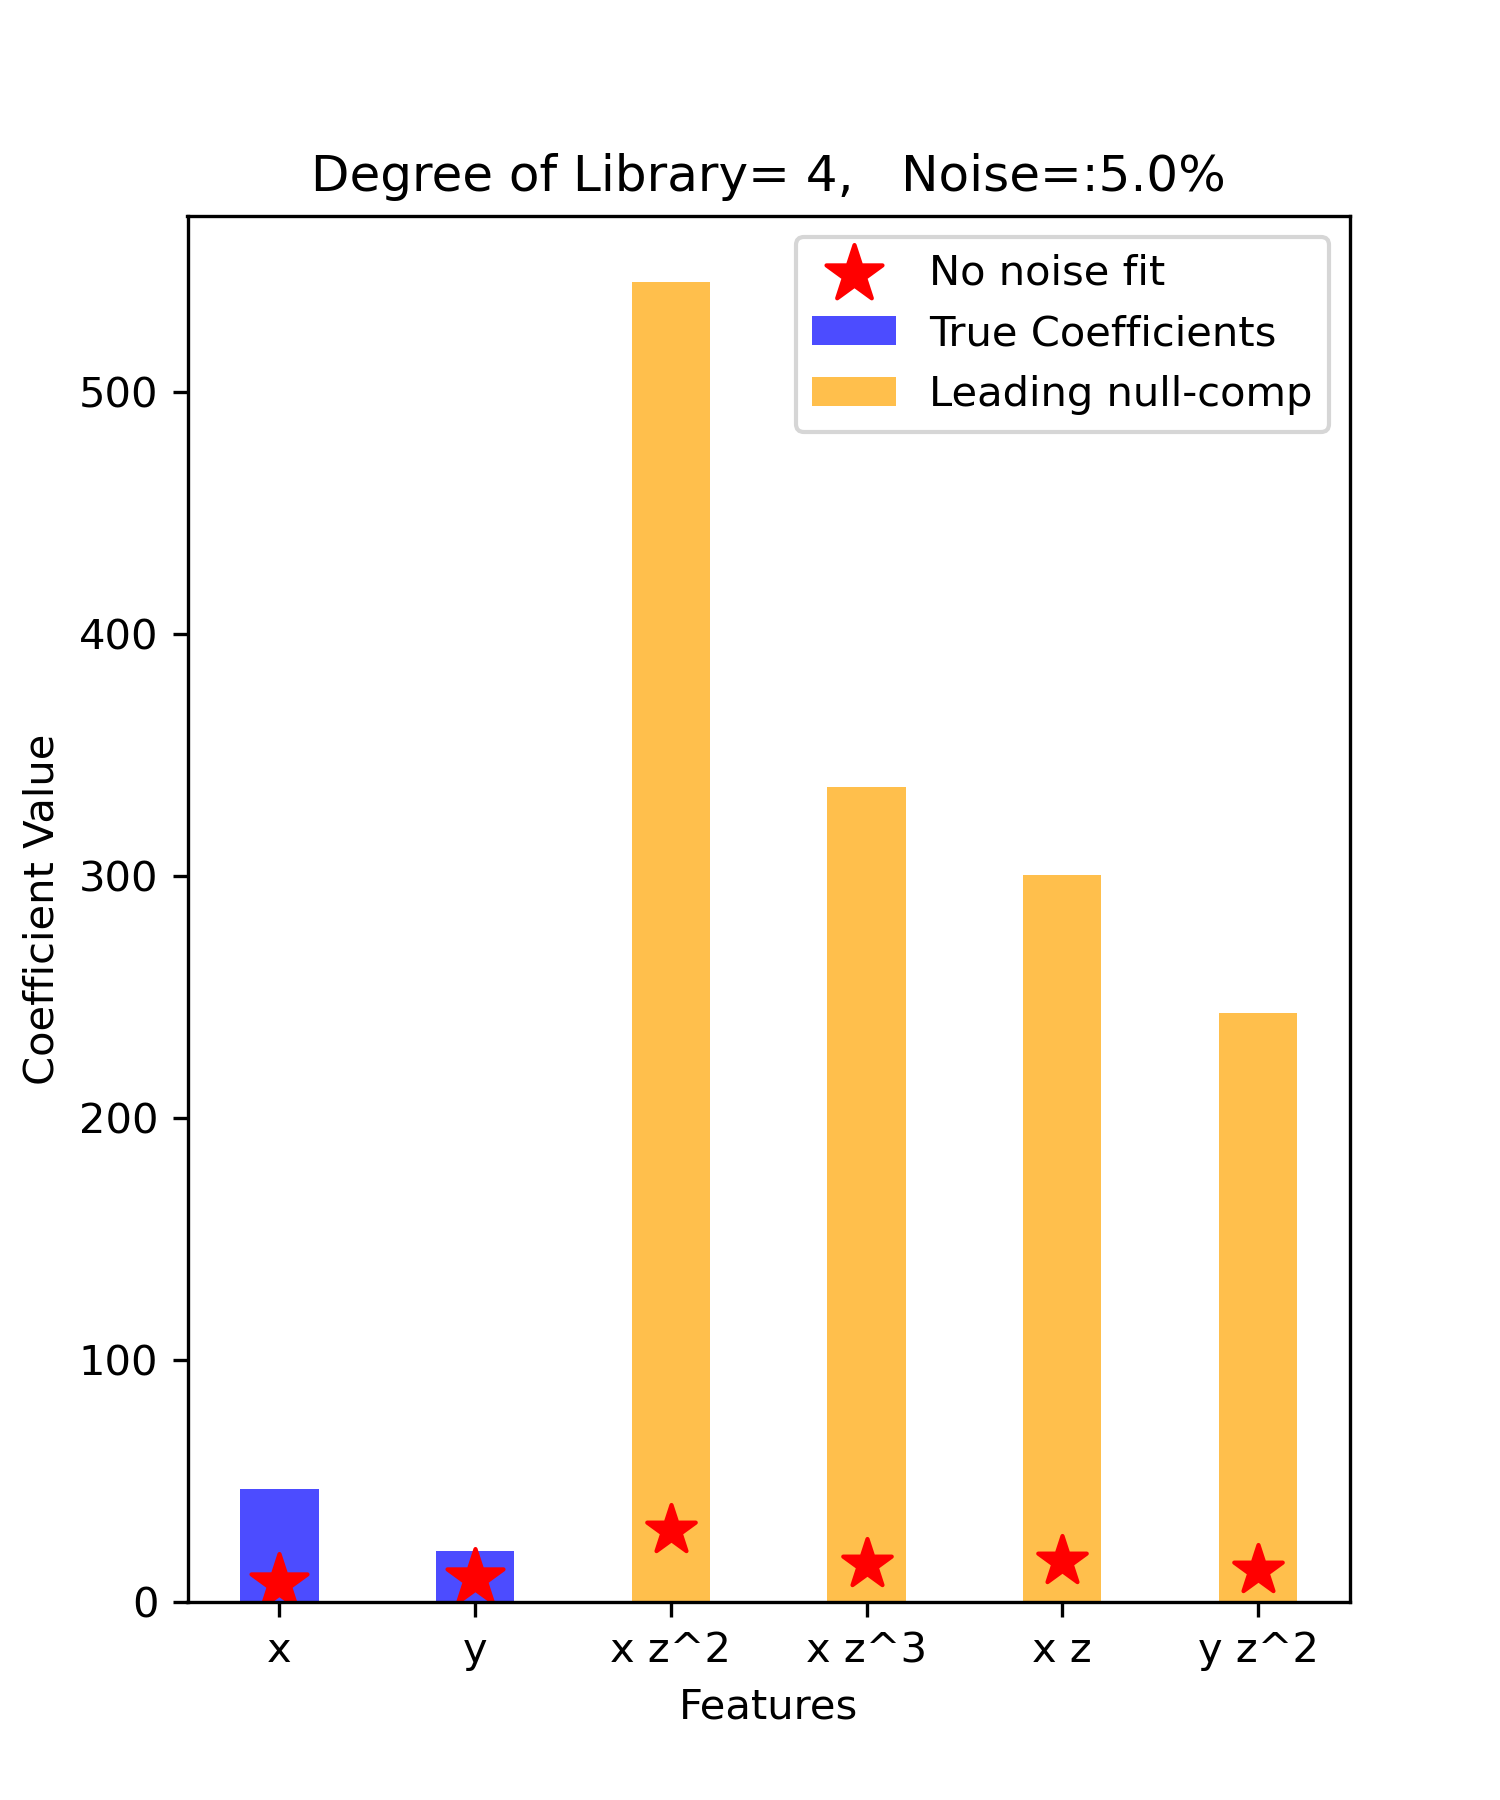 Degree of Library= 4,   Noise=:5.0%
No noise fit
True Coefficients
Leading null-comp
500
400
300
200
100
0
Coefficient Value
x y x z^2 x z^3 x z y z^2
Features